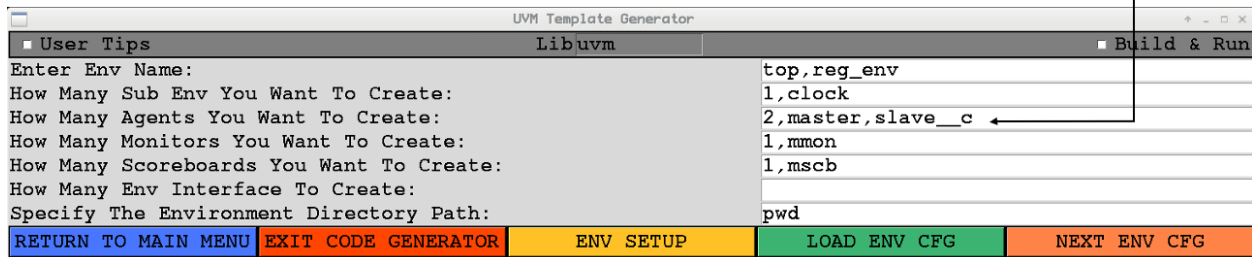 UVM Template Generator
User Tips Lib uvm Build & Run
Enter Env Name: top,reg_env
How Many Sub Env You Want To Create: 1,clock
How Many Agents You Want To Create: 2,master,slave__c
How Many Monitors You Want To Create: 1,mmon
How Many Scoreboards You Want To Create: 1,mscb
How Many Env Interface To Create:
Specify The Environment Directory Path: pwd
RETURN TO MAIN MENU EXIT CODE GENERATOR ENV SETUP LOAD ENV CFG NEXT ENV CFG